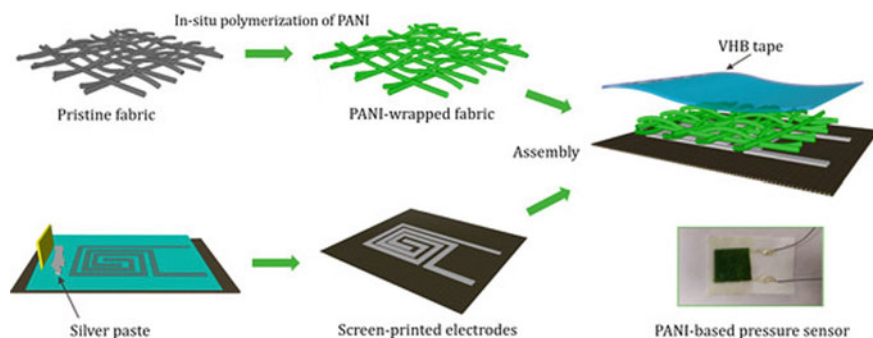 In-situ polymerization of PANI
VHB tape
Pristine fabric
PANI-wrapped fabric
Assembly
Silver paste
Screen-printed electrodes
PANI-based pressure sensor